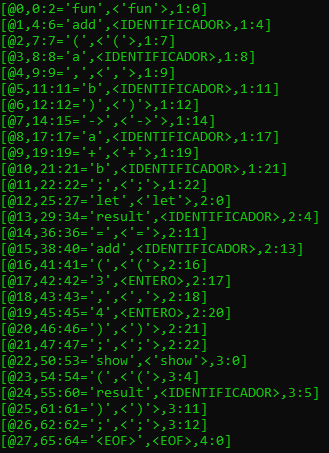 [@0,0:2='fun',<'fun'>,1:0]
[@1,4:6='add',<IDENTIFICADOR>,1:4]
[@2,7:7='(',<'('>,1:7]
[@3,8:8='a',<IDENTIFICADOR>,1:8]
[@4,9:9=',',<','>,1:9]
[@5,11:11='b',<IDENTIFICADOR>,1:11]
[@6,12:12=')',<')'>,1:12]
[@7,14:15='->',<'->'>,1:14]
[@8,17:17='a',<IDENTIFICADOR>,1:17]
[@9,19:19='+',<'+'>,1:19]
[@10,21:21='b',<IDENTIFICADOR>,1:21]
[@11,22:22=';',<';'>,1:22]
[@12,25:27='let',<'let'>,2:0]
[@13,29:34='result',<IDENTIFICADOR>,2:4]
[@14,36:36='=',<'='>,2:11]
[@15,38:40='add',<IDENTIFICADOR>,2:13]
[@16,41:41='(',<'('>,2:16]
[@17,42:42='3',<ENTERO>,2:17]
[@18,43:43=',',<','>,2:18]
[@19,45:45='4',<ENTERO>,2:20]
[@20,46:46=')',<')'>,2:21]
[@21,47:47=';',<';'>,2:22]
[@22,50:53='show',<'show'>,3:0]
[@23,54:54='(',<'('>,3:4]
[@24,55:60='result',<IDENTIFICADOR>,3:5]
[@25,61:61=')',<')'>,3:11]
[@26,62:62=';',<';'>,3:12]
[@27,65:64='<EOF>',<EOF>,4:0]